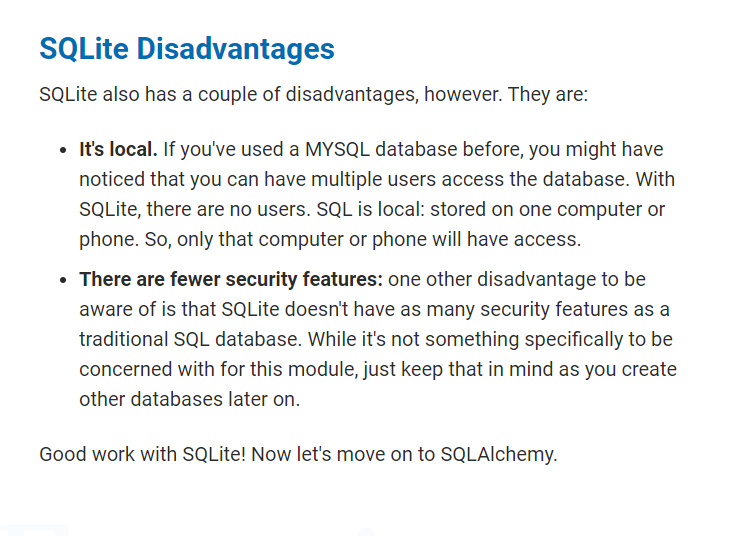 SQLite Disadvantages
SQLite also has a couple of disadvantages, however. They are:
• It's local. If you've used a MYSQL database before, you might have
noticed that you can have multiple users access the database. With
SQLite, there are no users. SQL is local: stored on one computer or
phone. So, only that computer or phone will have access.
• There are fewer security features: one other disadvantage to be
aware of is that SQLite doesn't have as many security features as a
traditional SQL database. While it's not something specifically to be
concerned with for this module, just keep that in mind as you create
other databases later on.
Good work with SQLite! Now let's move on to SQLAlchemy.